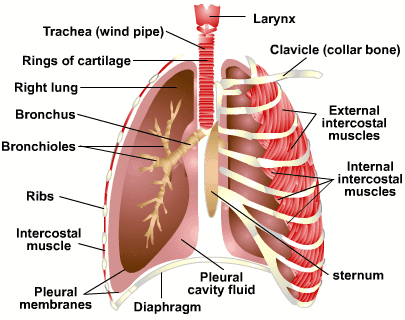 Larynx
Trachea (wind pipe)
Clavicle (collar bone)
Rings of cartilage
Right lung
Bronchus
External
intercostal
muscles
Bronchioles
Internal
intercostal
muscles
Ribs
Intercostal
muscle
Pleural
membranes
Diaphragm
Pleural
cavity fluid
sternum